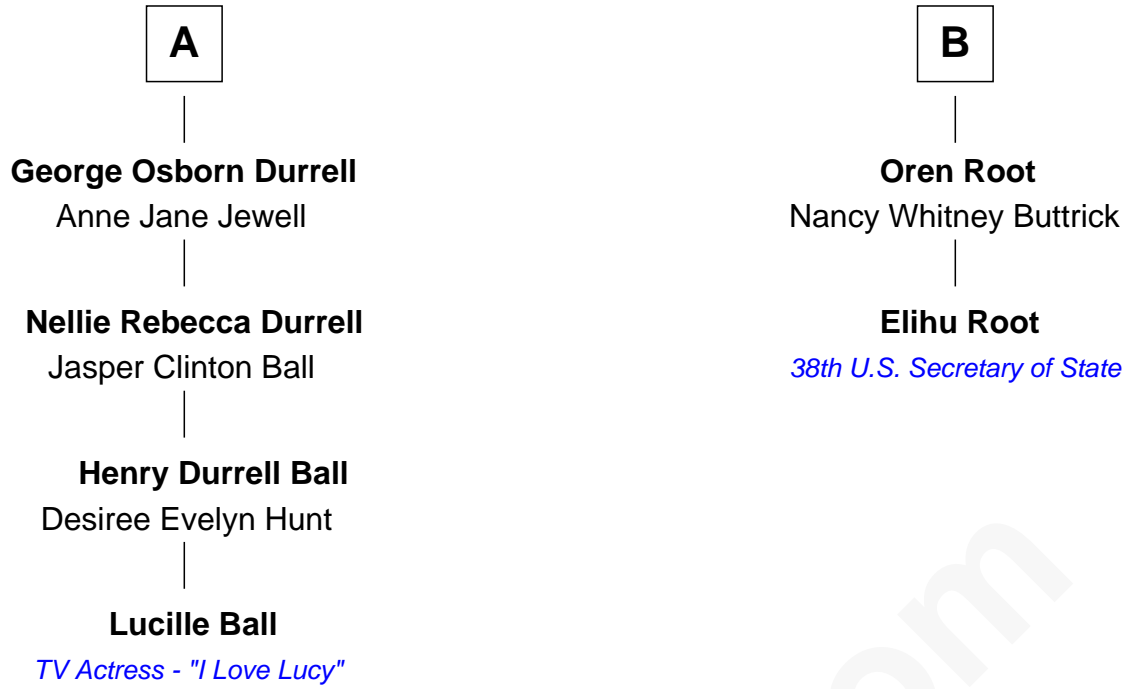 A
George Osborn Durrell
Anne Jane Jewell
Nellie Rebecca Durrell
Jasper Clinton Ball
Henry Durrell Ball
Desiree Evelyn Hunt
Lucille Ball
TV Actress - "I Love Lucy"
B
Oren Root
Nancy Whitney Buttrick
Elihu Root
38th U.S. Secretary of State
om